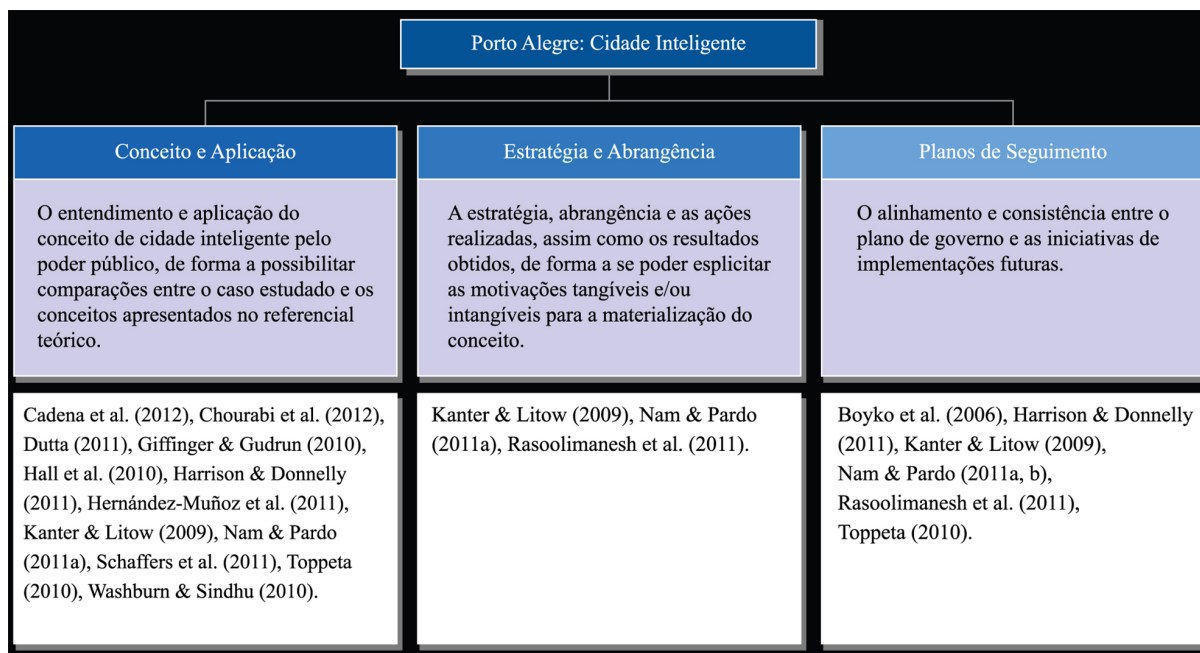 Porto Alegre: Cidade Inteligente
Conceito e Aplicação
O entendimento e aplicação do
conceito de cidade inteligente pelo
poder público, de forma a possibilitar
comparações entre o caso estudado e os
conceitos apresentados no referencial
teórico.
Cadena et al. (2012), Chourabi et al. (2012),
Dutta (2011), Giffinger & Gudrun (2010),
Hall et al. (2010), Harrison & Donnelly
(2011), Hernández-Muñoz et al. (2011),
Kanter & Litow (2009), Nam & Pardo
(2011a), Schaffers et al. (2011), Toppeta
(2010), Washburn & Sindhu (2010).
Estratégia e Abrangência
A estratégia, abrangência e as ações
realizadas, assim como os resultados
obtidos, de forma a se poder esplicitar
as motivações tangíveis e/ou
intangíveis para a materialização do
conceito.
Kanter & Litow (2009), Nam & Pardo
(2011a), Rasoolimanesh et al. (2011).
Planos de Seguimento
O alinhamento e consistência entre o
plano de governo e as iniciativas de
implementações futuras.
Boyko et al. (2006), Harrison & Donnelly
(2011), Kanter & Litow (2009),
Nam & Pardo (2011a, b),
Rasoolimanesh et al. (2011),
Toppeta (2010).